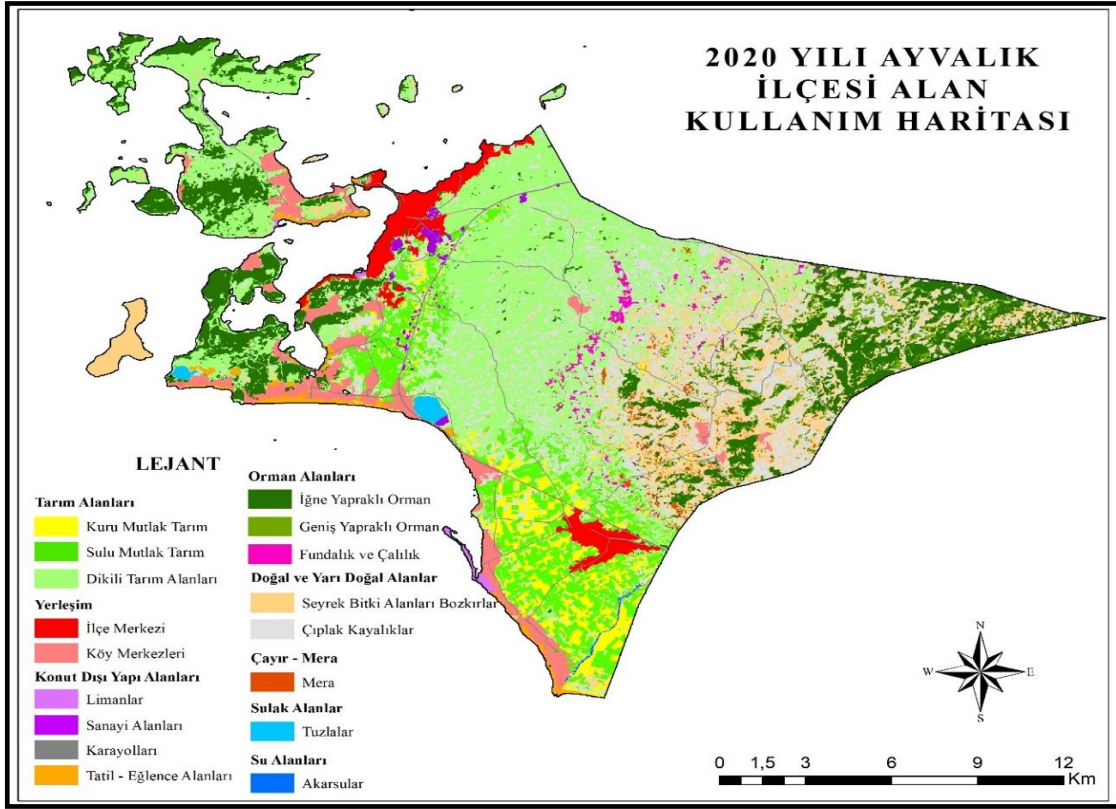 2020 YILI AYVALIK
İLÇESİ ALAN
KULLANIM HARİTASI
LEJANT
Tarım Alanları
Kuru Mutlak Tarım
Sulu Mutlak Tarım
Dikili Tarım Alanları
Yerleşim
İlçe Merkezi
Köy Merkezleri
Konut Dışı Yapı Alanları
Limanlar
Sanayi Alanları
Karayolları
Tatil - Eğlence Alanları
Orman Alanları
İğne Yapraklı Orman
Geniş Yapraklı Orman
Fundalık ve Çalılık
Doğal ve Yarı Doğal Alanlar
Seyrek Bitki Alanları Bozkırlar
Çıplak Kayalıklar
Çayır - Mera
Mera
Sulak Alanlar
Tuzlalar
Su Alanları
Akarsular
N
W E
S
0 1,5 3 6 9 12
Km